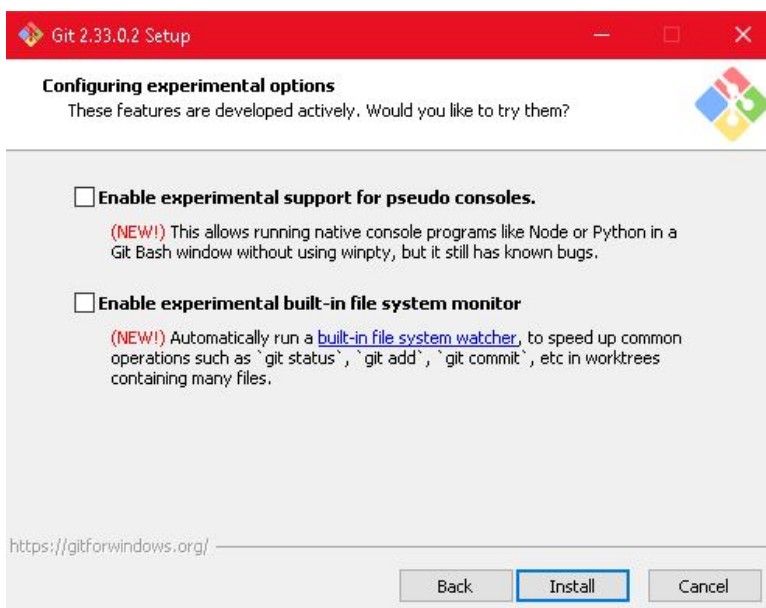 Git 2.33.0.2 Setup
Configuring experimental options
These features are developed actively. Would you like to try them?
Enable experimental support for pseudo consoles.
(NEW!) This allows running native console programs like Node or Python in a
Git Bash window without using winpty, but it still has known bugs.
Enable experimental built-in file system monitor
(NEW!) Automatically run a built-in file system watcher, to speed up common
operations such as `git status`, `git add`, `git commit`, etc in worktrees
containing many files.
https://gitforwindows.org/
Back Install Cancel